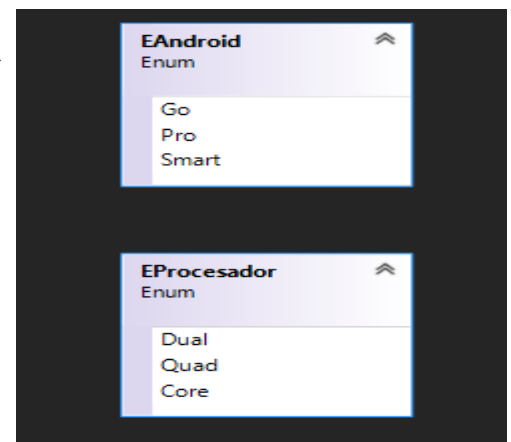 EAndroid
Enum
Go
Pro
Smart
EProcesador
Enum
Dual
Quad
Core